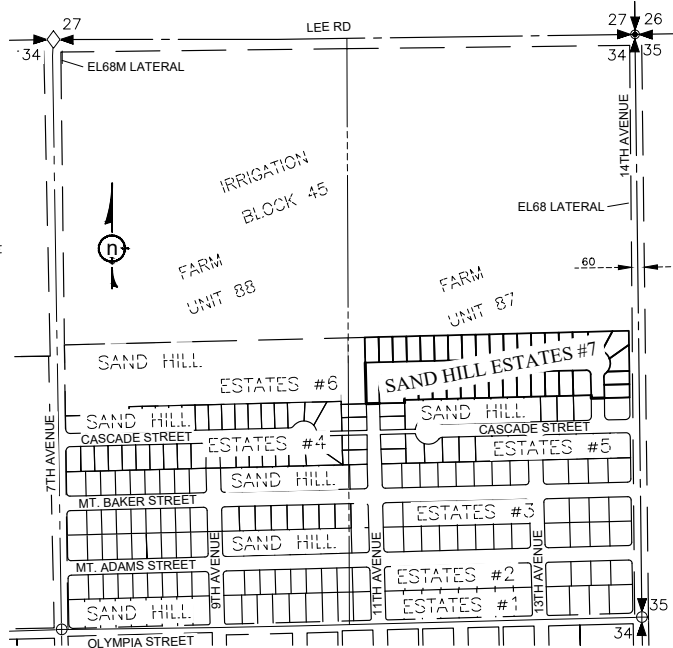 27
LEE RD
27 26
34
34 35
EL68M LATERAL
14TH AVENUE
IRRIGATION
BLOCK 45
EL68 LATERAL
n
60
FARM
UNIT 88
FARM
UNIT 87
SAND HILL
ESTATES #6
SAND HILL ESTATES #7
SAND HILL
SAND HILL
CASCADE STREET
CASCADE STREET
ESTATES #4
ESTATES #5
7TH AVENUE
SAND HILL
MT. BAKER STREET
ESTATES #3
SAND HILL
9TH AVENUE
11TH AVENUE
13TH AVENUE
MT. ADAMS STREET
ESTATES #2
SAND HILL
ESTATES #1
35
34
OLYMPIA STREET